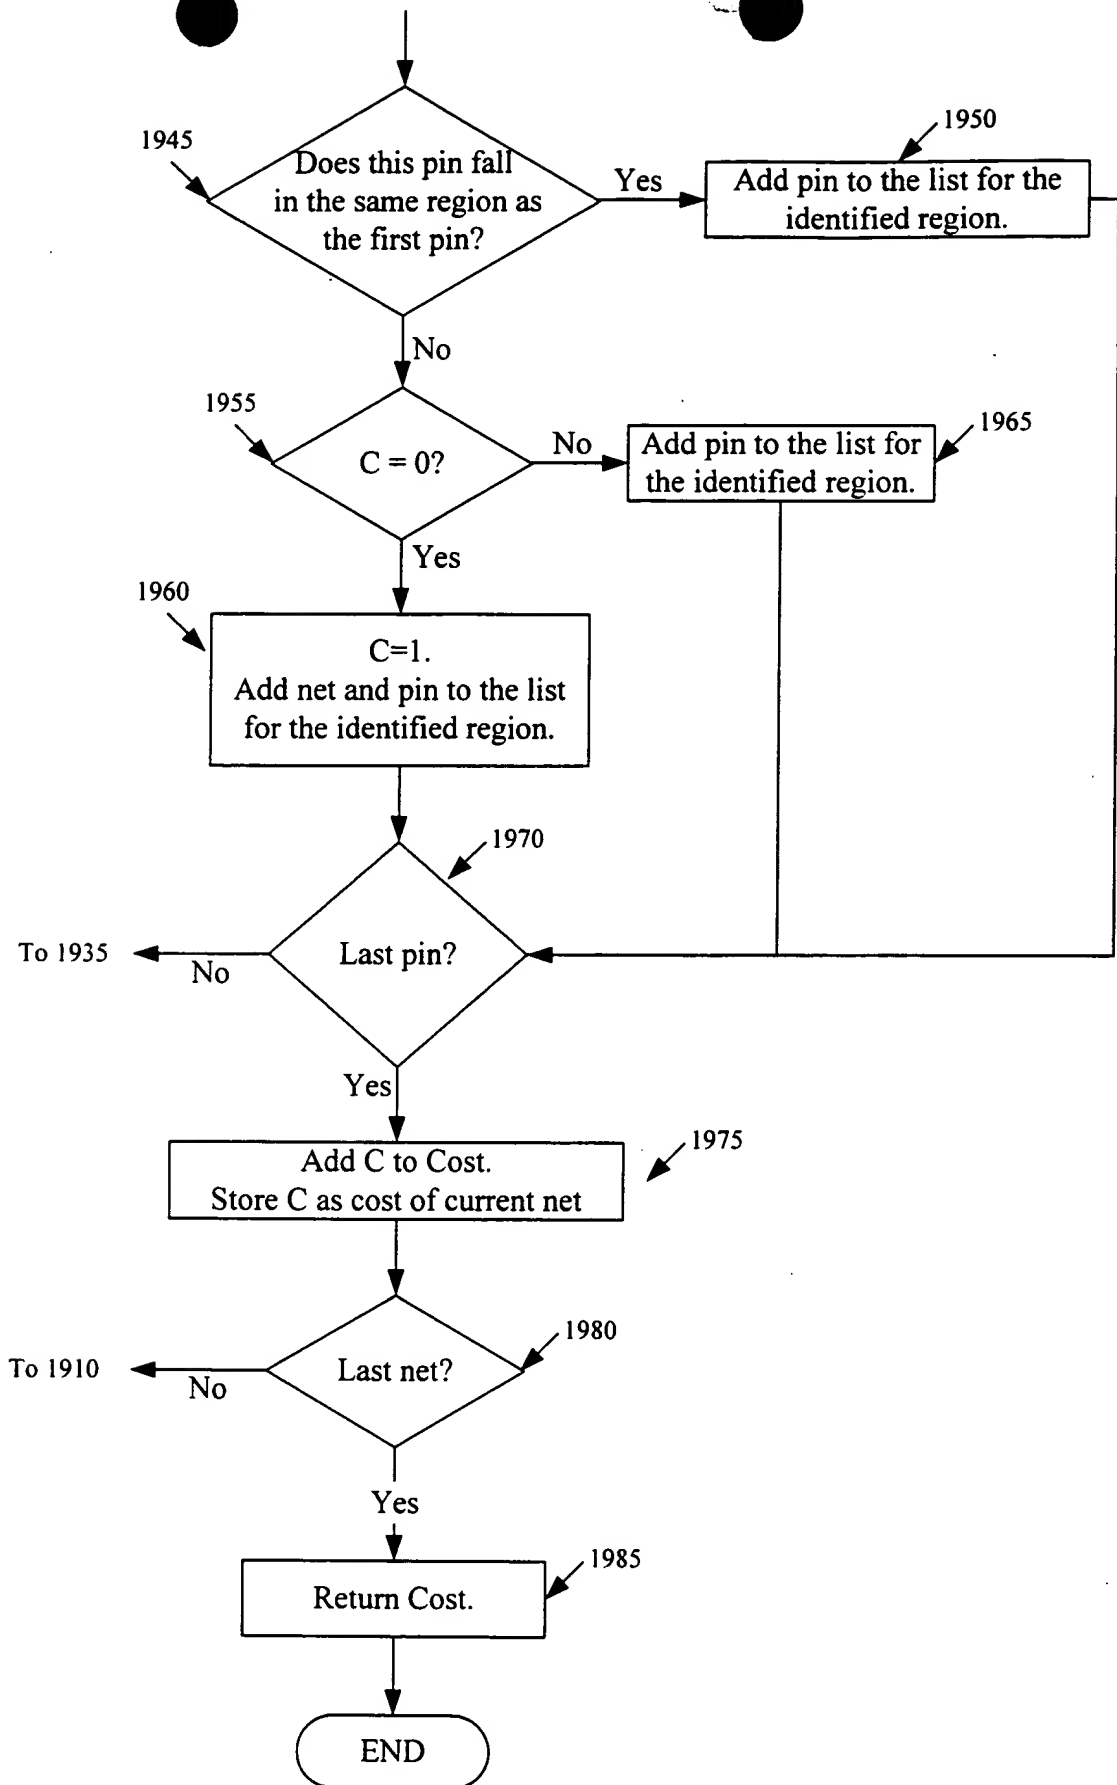 1945
Does this pin fall
in the same region as
the first pin?
Yes
1950
Add pin to the list for the
identified region.
No
1955
C = 0?
No
1965
Add pin to the list for
the identified region.
Yes
1960
C=1.
Add net and pin to the list
for the identified region.
1970
Last pin?
To 1935
No
Yes
1975
Add C to Cost.
Store C as cost of current net
1980
Last net?
To 1910
No
Yes
1985
Return Cost.
END